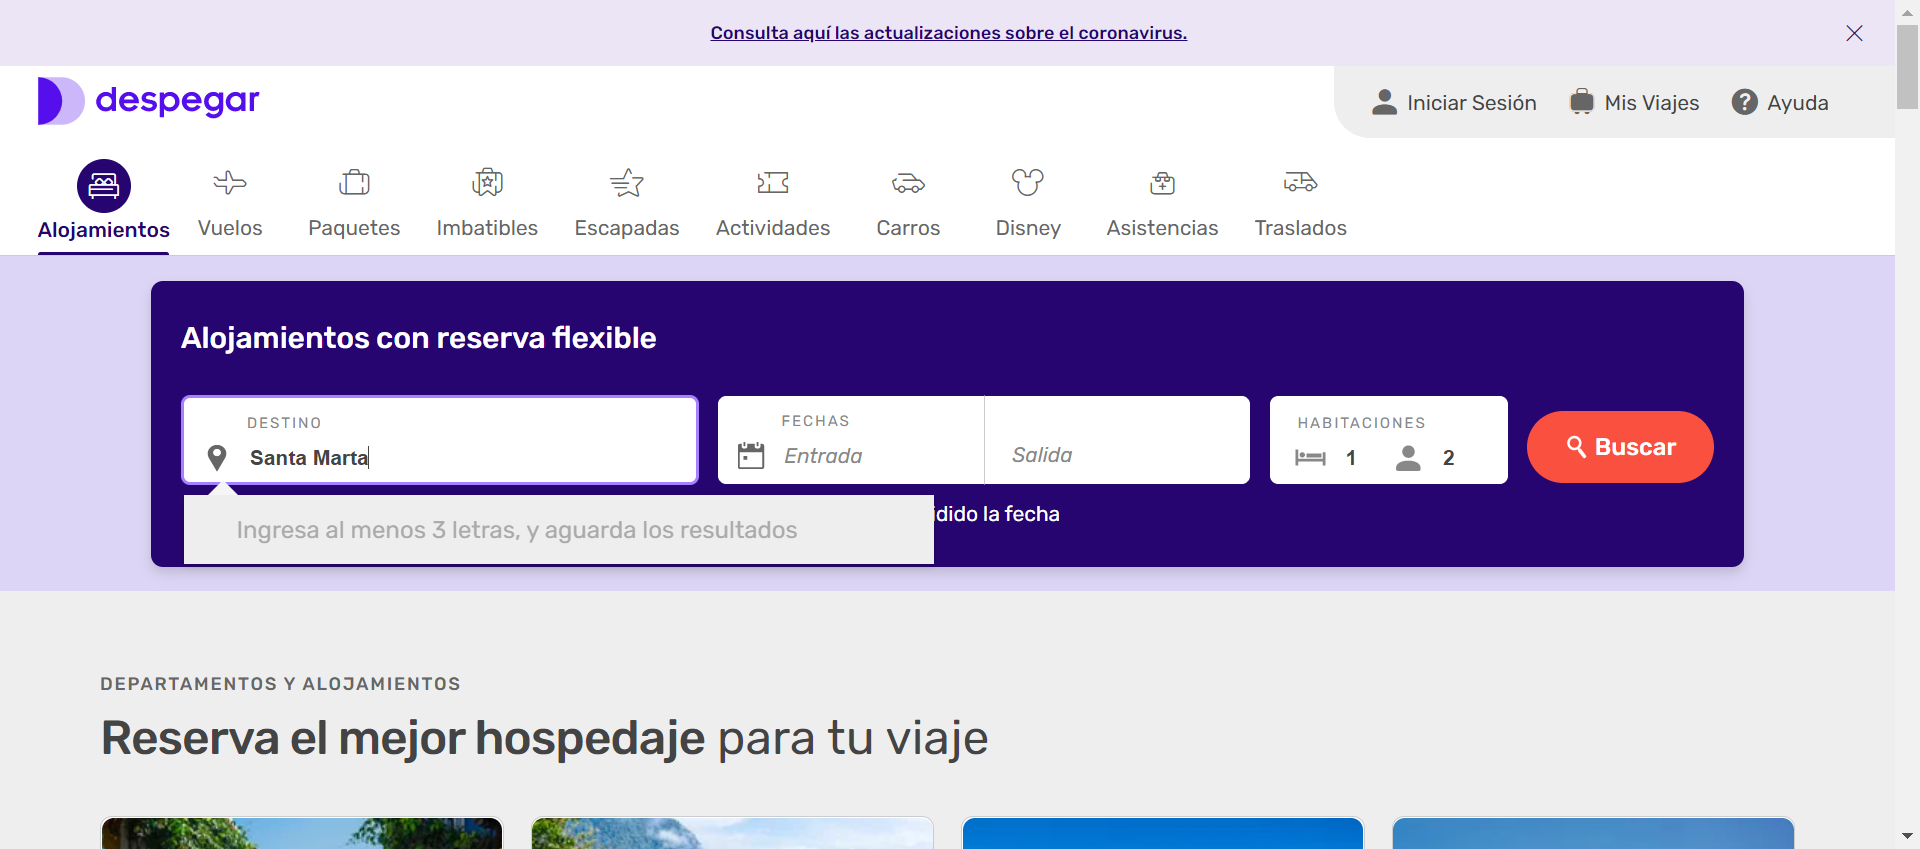 Consulta aquí las actualizaciones sobre el coronavirus.
despegar
Iniciar Sesión
Mis Viajes
Ayuda
Alojamientos
Vuelos
Paquetes
Imbatibles
Escapadas
Actividades
Carros
Disney
Asistencias
Traslados
Alojamientos con reserva flexible
DESTINO
Santa Marta
FECHAS
Entrada
Salida
HABITACIONES
1
2
Buscar
Ingresa al menos 3 letras, y aguarda los resultados
idido la fecha
DEPARTAMENTOS Y ALOJAMIENTOS
Reserva el mejor hospedaje para tu viaje